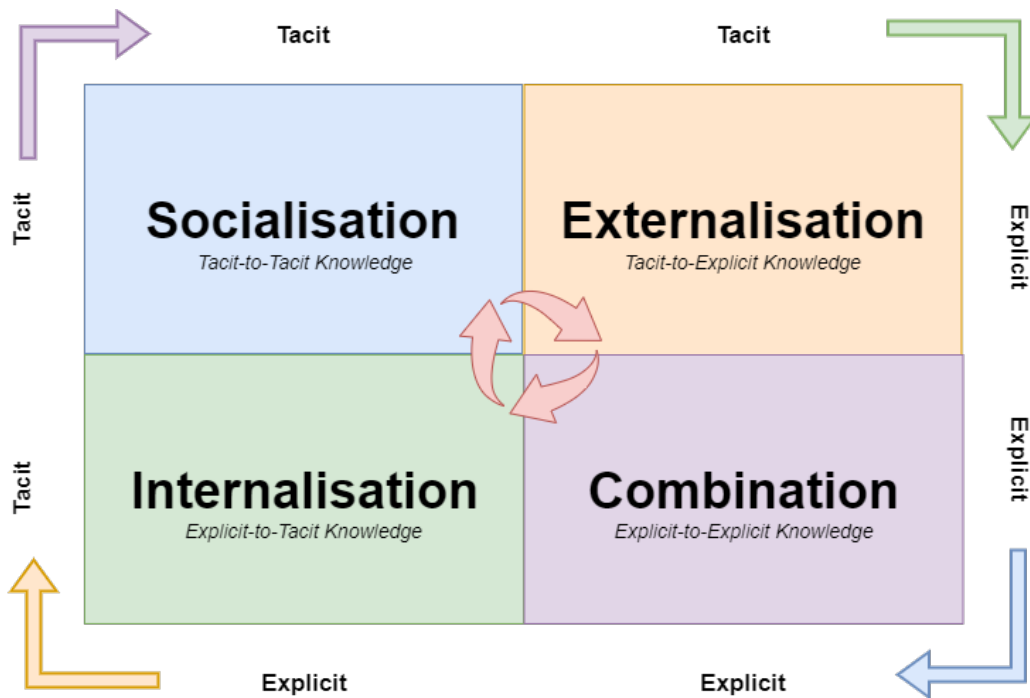 Tacit
Tacit
Tacit
Explicit
Socialisation
Tacit-to-Tacit Knowledge
Externalisation
Tacit-to-Explicit Knowledge
Tacit
Explicit
Internalisation
Explicit-to-Tacit Knowledge
Combination
Explicit-to-Explicit Knowledge
Explicit
Explicit